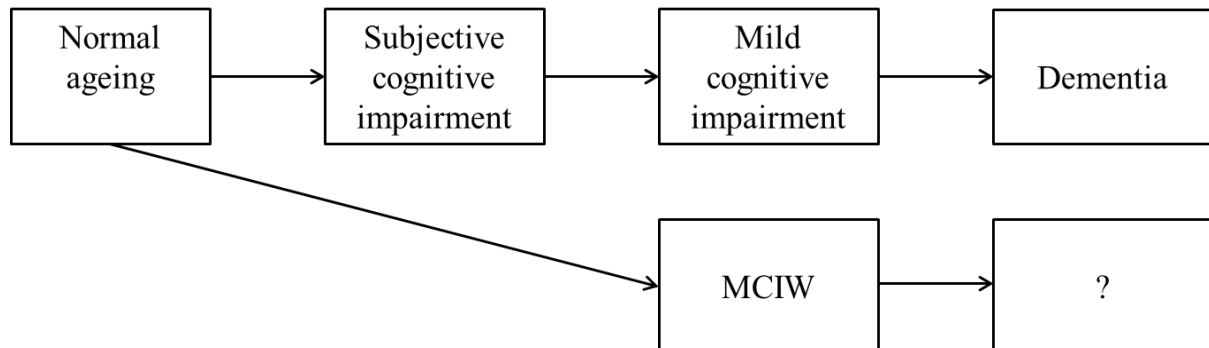 Normal
ageing
Subjective
cognitive
impairment
Mild
cognitive
impairment
Dementia
MCIW
?